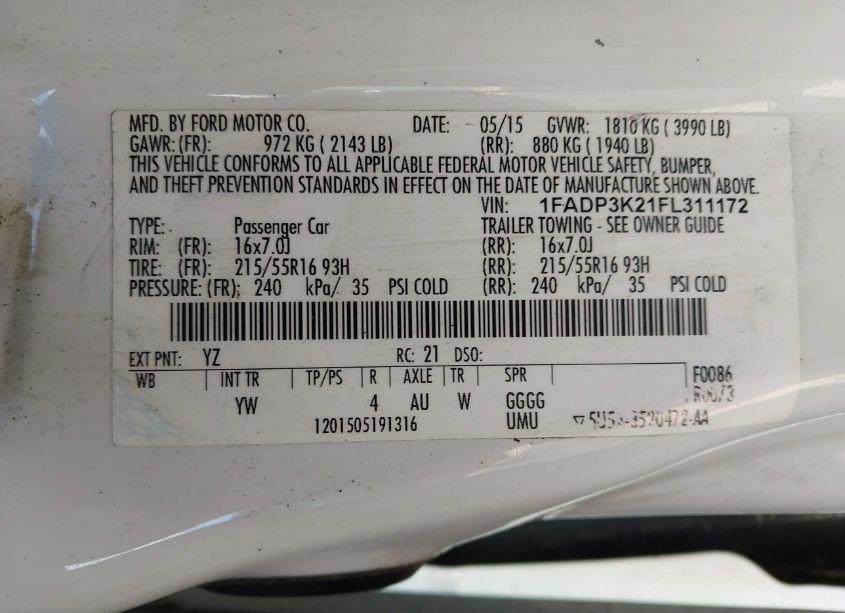 MFD. BY FORD MOTOR CO. DATE: 05/15 GVWR: 1810 KG ( 3990 LB)
GAWR: (FR): 972 KG ( 2143 LB) (RR): 880 KG ( 1940 LB)
THIS VEHICLE CONFORMS TO ALL APPLICABLE FEDERAL MOTOR VEHICLE SAFETY, BUMPER,
AND THEFT PREVENTION STANDARDS IN EFFECT ON THE DATE OF MANUFACTURE SHOWN ABOVE.
VIN: 1FADP3K21FL311172
TYPE: Passenger Car TRAILER TOWING - SEE OWNER GUIDE
RIM: (FR): 16x7.0J (RR): 16x7.0J
TIRE: (FR): 215/55R16 93H (RR): 215/55R16 93H
PRESSURE: (FR): 240 kPa/ 35 PSI COLD (RR): 240 kPa/ 35 PSI COLD
EXT PNT: YZ RC: 21 DSO:
WB INT TR TP/PS R AXLE TR SPR F0086
YW 4 AU W GGGG
1201505191316 UMU